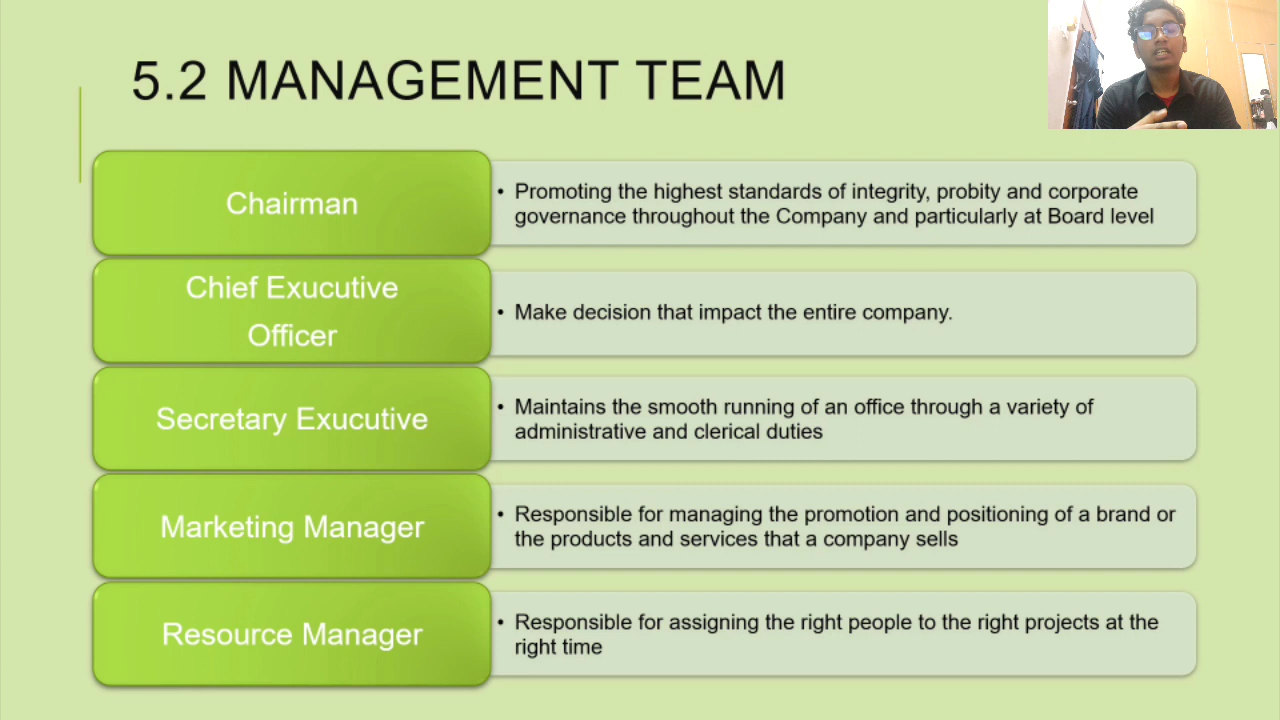 5.2 MANAGEMENT TEAM
Chairman
• Promoting the highest standards of integrity, probity and corporate
governance throughout the Company and particularly at Board level
Chief Exucutive
Officer
• Make decision that impact the entire company.
Secretary Exucutive
• Maintains the smooth running of an office through a variety of
administrative and clerical duties
Marketing Manager
• Responsible for managing the promotion and positioning of a brand or
the products and services that a company sells
Resource Manager
• Responsible for assigning the right people to the right projects at the
right time